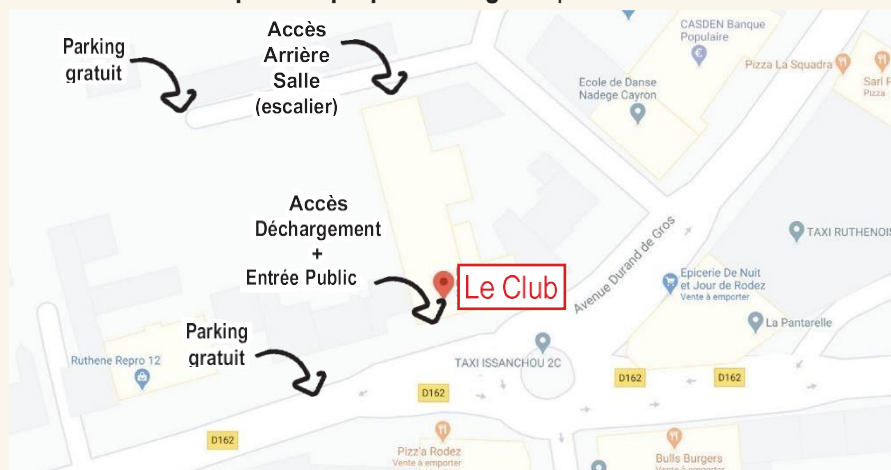 Parking
gratuit
Accès
Arrière
Salle
(escalier)
CASDEN Banque
Populaire
Pizza La Squadra
Sarl P
Pizza
Ecole de Danse
Nadege Cayron
Accès
Déchargement
+
Entrée Public
Le Club
Avenue Durand de Gros
TAXI RUTHENOIS
Epicerie De Nuit
et Jour de Rodez
Vente à emporter
La Pantarelle
Parking
gratuit
Ruthene Repro 12
TAXI ISSANCHOU 2C
D162
D162
D162
D162
Pizz'a Rodez
Vente à emporter
Bulls Burgers
Vente à emporter